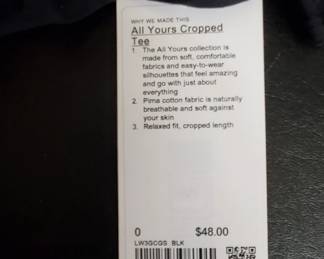 WHY WE MADE THIS
All Yours Cropped
Tee
1. The All Yours collection is
made from soft, comfortable
fabrics and easy-to-wear
silhouettes that feel amazing
and go with just about
everything
2. Pima cotton fabric is naturally
breathable and soft against
your skin
3. Relaxed fit, cropped length
0 $48.00
LW3GCGS BLK